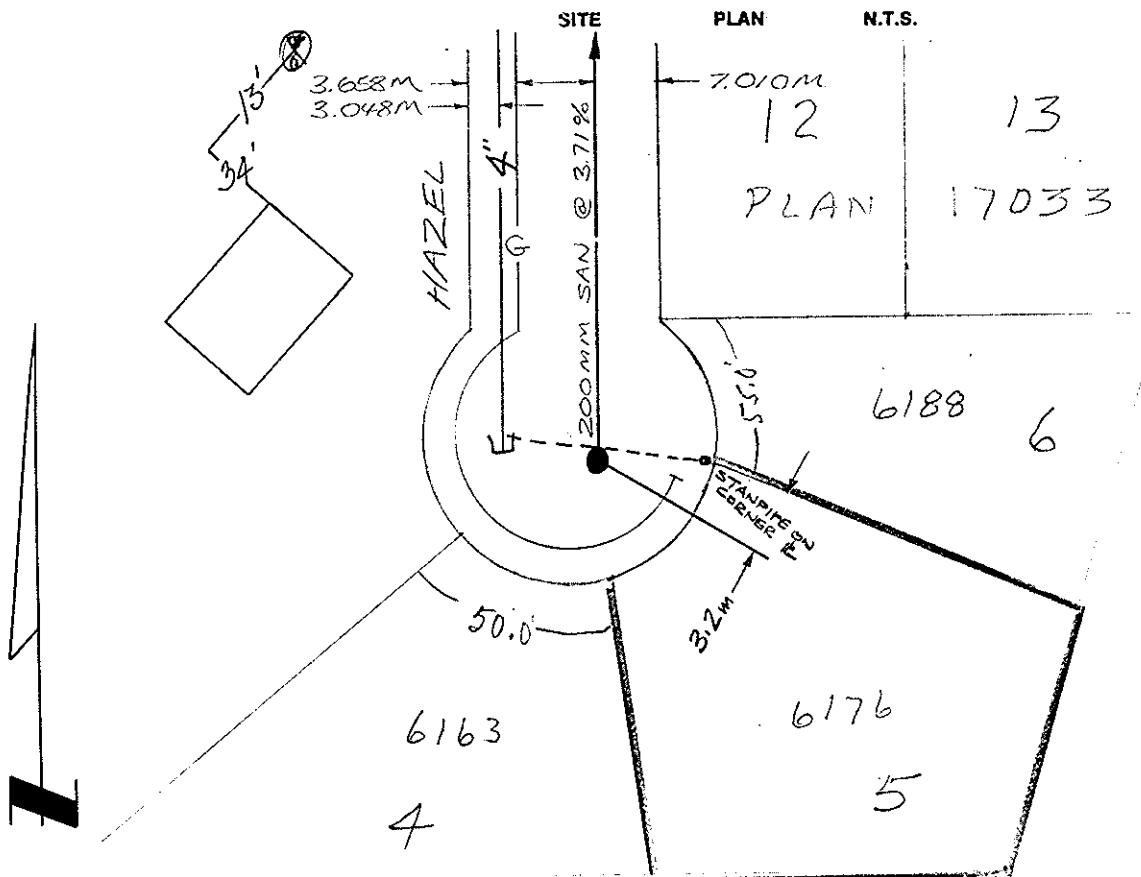 SITE PLAN N.T.S.
13'
34'
3.658M
3.048M
7.010M
HAZEL
4"
G
200MM SAN @ 3.71%
12
13
PLAN 17033
55.0'
6188
6
STANPIPE ON
CORNER
3.2m
50.0'
6163
4
6176
5